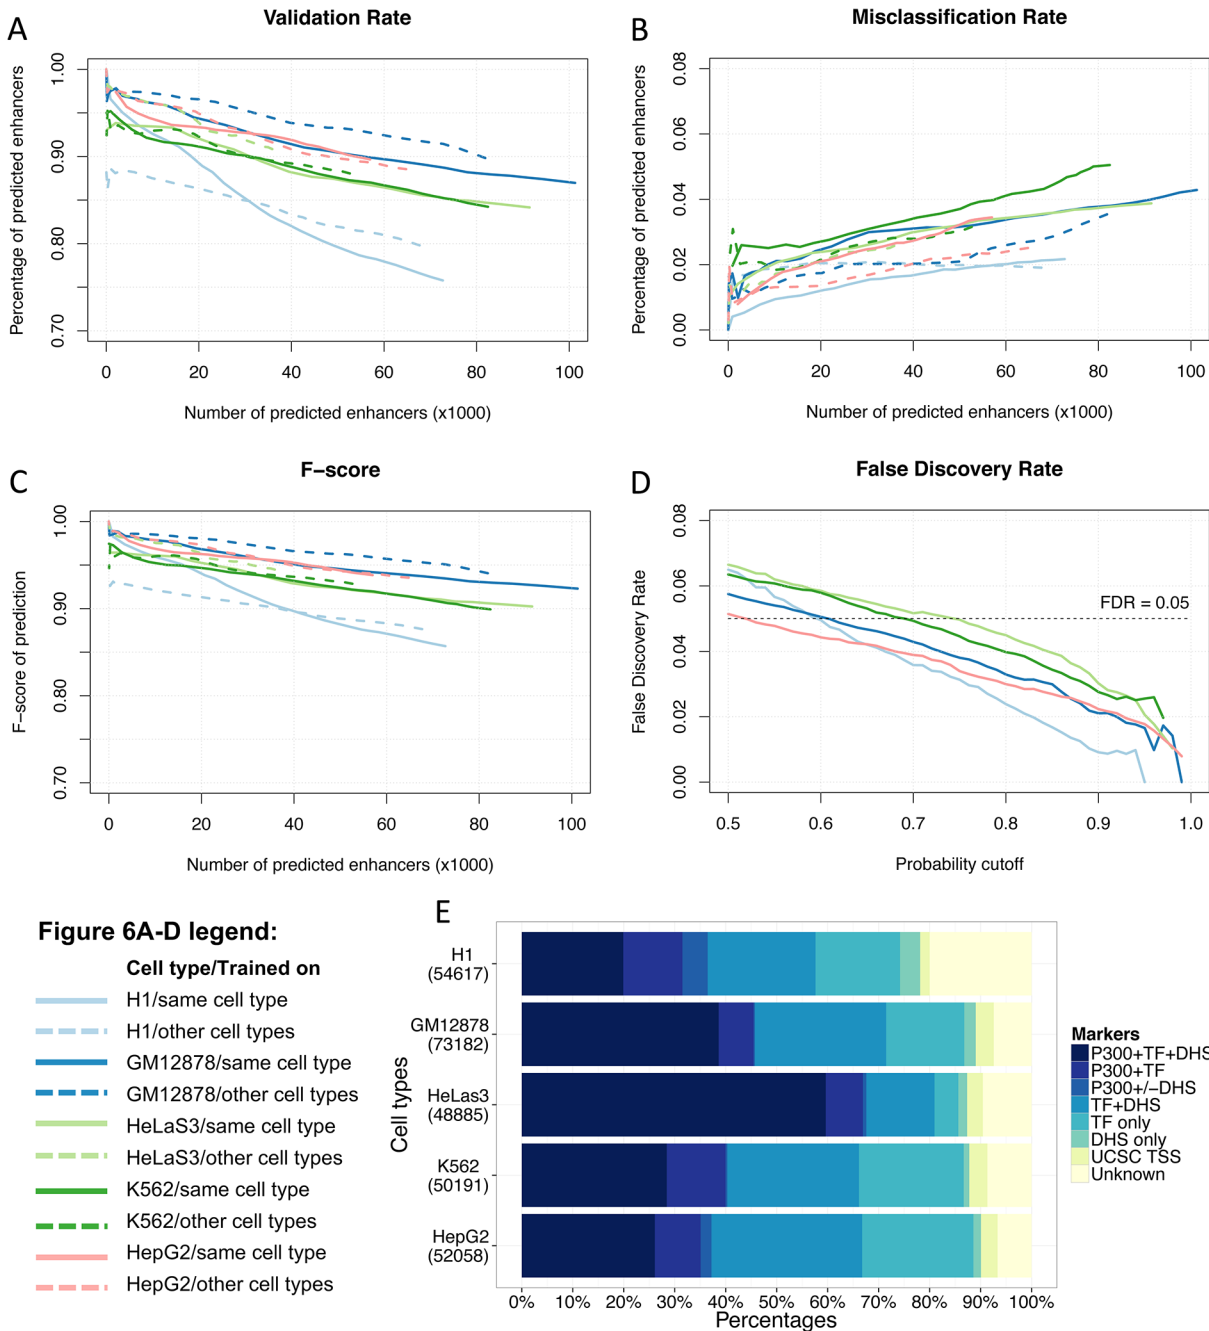 A
Validation Rate
Percentage of predicted enhancers
1.00
0.90
0.80
0.70
0 20 40 60 80 100
Number of predicted enhancers (x1000)
B
Misclassification Rate
Percentage of predicted enhancers
0.08
0.06
0.04
0.02
0.00
0 20 40 60 80 100
Number of predicted enhancers (x1000)
C
F−score
F−score of prediction
1.00
0.90
0.80
0.70
0 20 40 60 80 100
Number of predicted enhancers (x1000)
D
False Discovery Rate
False Discovery Rate
0.08
0.06
0.04
0.02
0.00
FDR = 0.05
0.5 0.6 0.7 0.8 0.9 1.0
Probability cutoff
Figure 6A-D legend:
Cell type/Trained on
H1/same cell type
H1/other cell types
GM12878/same cell type
GM12878/other cell types
HeLaS3/same cell type
HeLaS3/other cell types
K562/same cell type
K562/other cell types
HepG2/same cell type
HepG2/other cell types
E
Cell types
H1
(54617)
GM12878
(73182)
HeLas3
(48885)
K562
(50191)
HepG2
(52058)
0% 10% 20% 30% 40% 50% 60% 70% 80% 90% 100%
Percentages
Markers
P300+TF+DHS
P300+TF
P300+/−DHS
TF+DHS
TF only
DHS only
UCSC TSS
Unknown